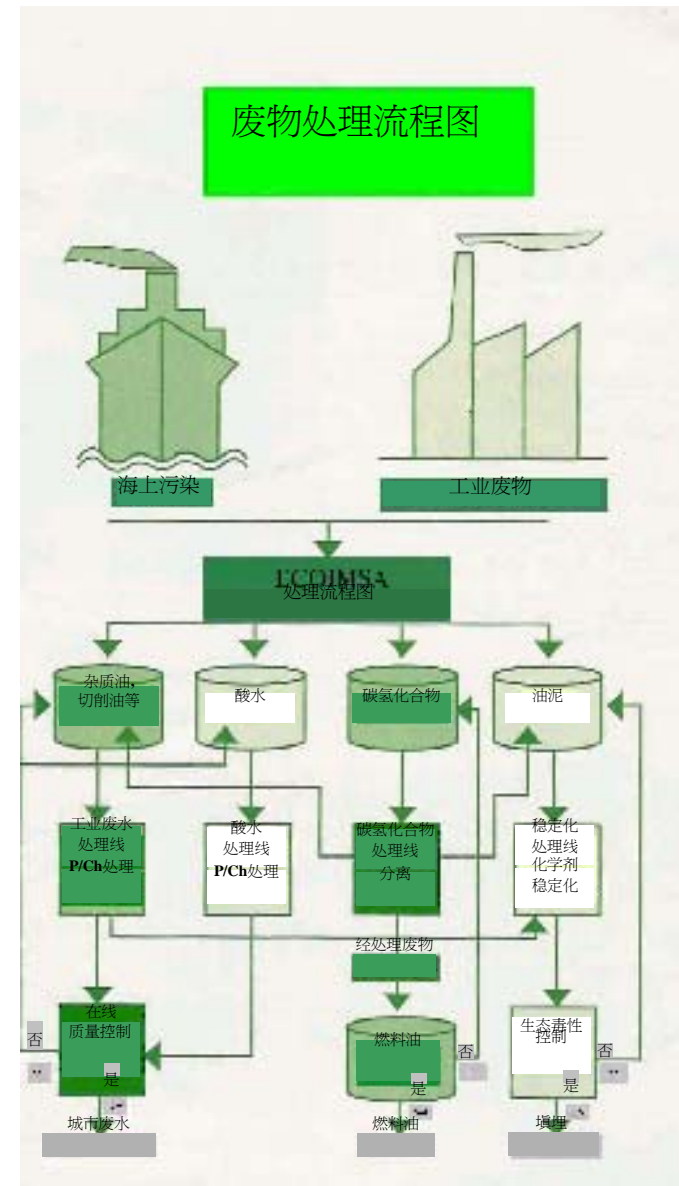 废物处理流程图
海上污染
工业废物
ECOIMSA
处理流程图
杂质油，
切削油等
酸水
碳氢化合物
油泥
工业废水
处理线
P/Ch处理
酸水
处理线
P/Ch处理
碳氢化合物
处理线
分离
稳定化
处理线
化学剂
稳定化
经处理废物
在线
质量控制
否
是
燃料油
否
是
生态毒性
控制
否
是
城市废水
燃料油
填埋